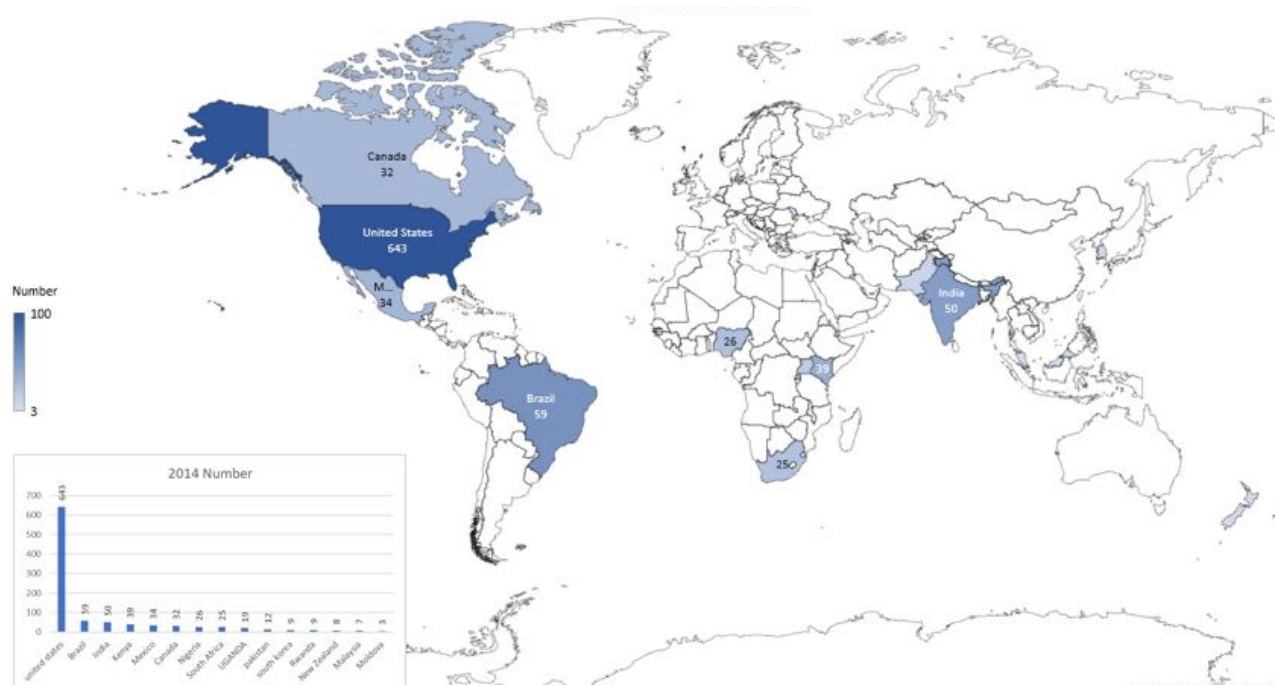 Canada
32
United States
643
M...
34
Number
100
3
Brazil
59
26
39
25
India
50
2014 Number
700
600
500
400
300
200
100
0
643
59
50
39
34
32
26
25
19
12
9
9
8
7
3
united states
Brazil
India
Kenya
Mexico
Canada
Nigeria
South Africa
UGANDA
pakistan
south korea
Rwanda
New Zealand
Malaysia
Moldova